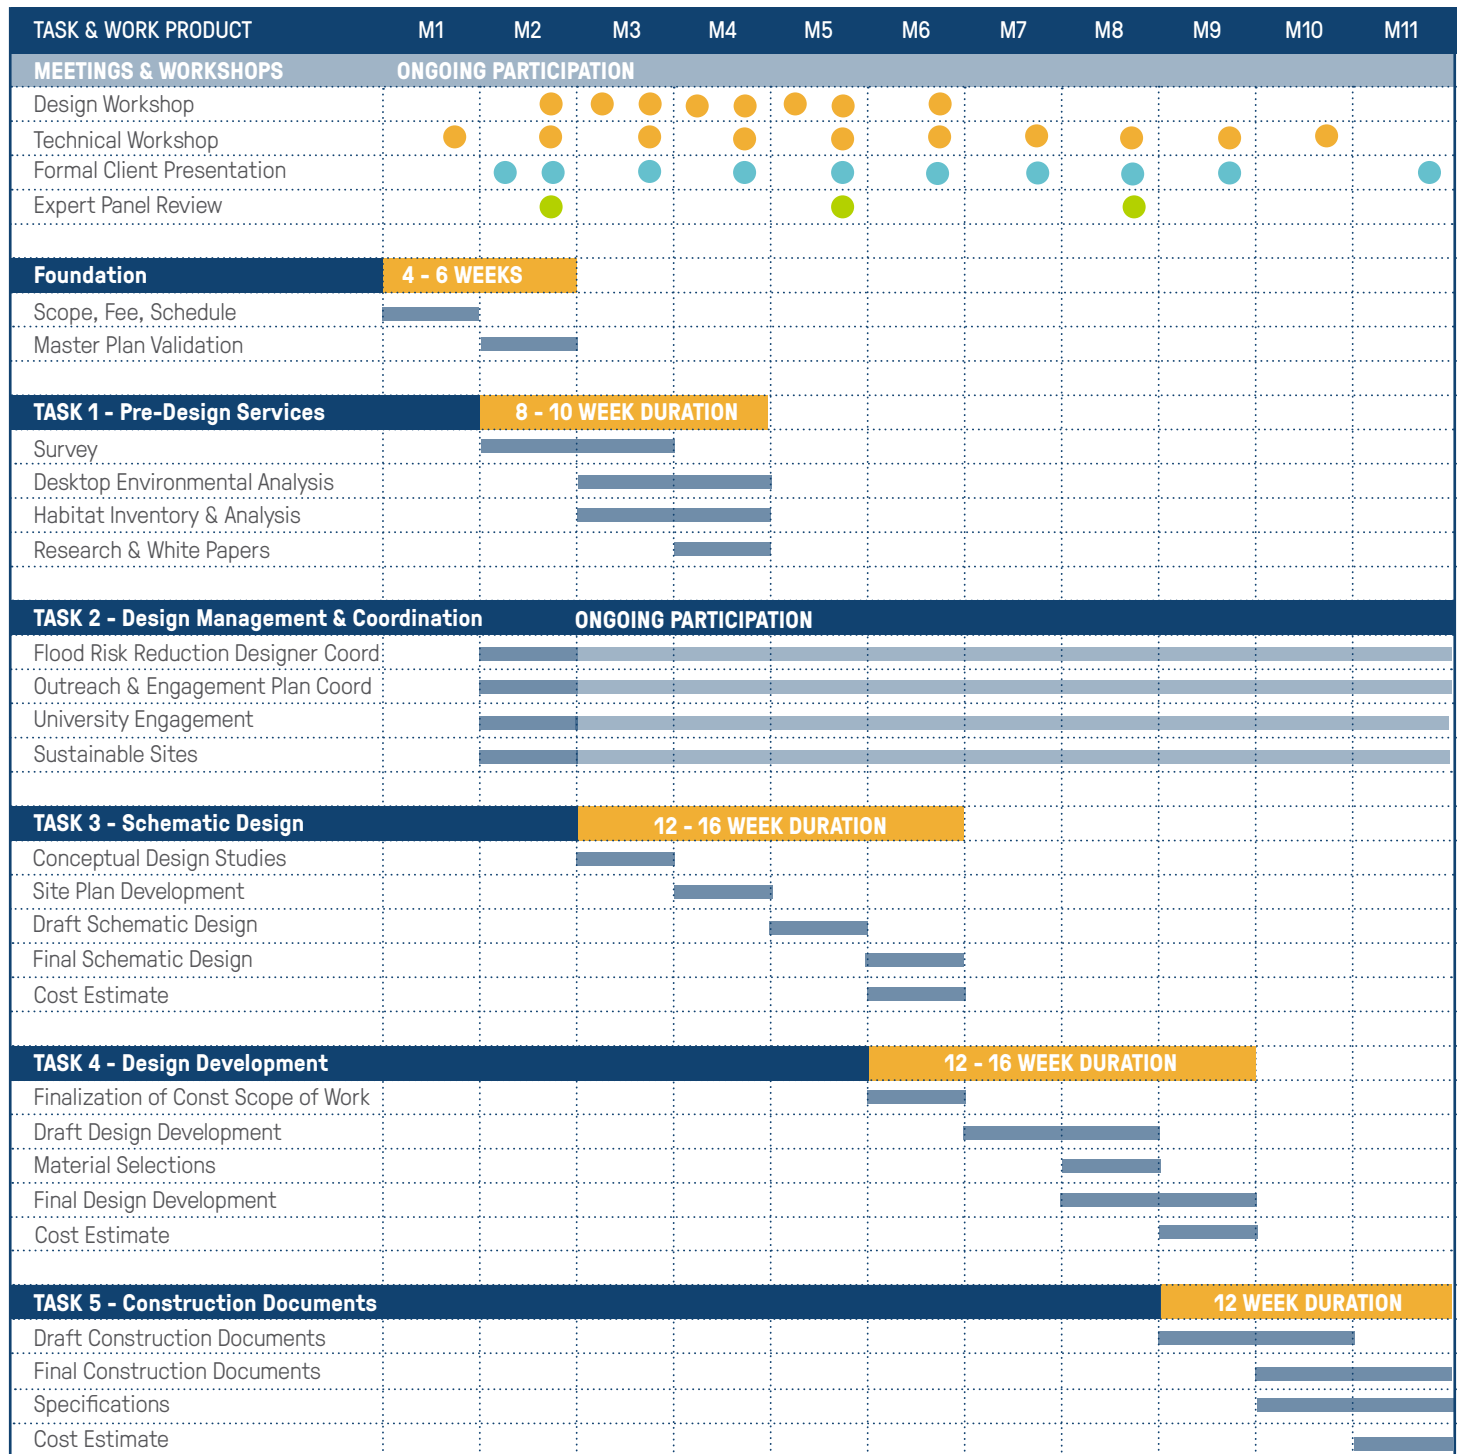 TASK & WORK PRODUCT M1 M2 M3 M4 M5 M6 M7 M8 M9 M10 M11
MEETINGS & WORKSHOPS ONGOING PARTICIPATION
Design Workshop
Technical Workshop
Formal Client Presentation
Expert Panel Review
Foundation 4 - 6 WEEKS
Scope, Fee, Schedule
Master Plan Validation
TASK 1 - Pre-Design Services 8 - 10 WEEK DURATION
Survey
Desktop Environmental Analysis
Habitat Inventory & Analysis
Research & White Papers
TASK 2 - Design Management & Coordination ONGOING PARTICIPATION
Flood Risk Reduction Designer Coord
Outreach & Engagement Plan Coord
University Engagement
Sustainable Sites
TASK 3 - Schematic Design 12 - 16 WEEK DURATION
Conceptual Design Studies
Site Plan Development
Draft Schematic Design
Final Schematic Design
Cost Estimate
TASK 4 - Design Development 12 - 16 WEEK DURATION
Finalization of Const Scope of Work
Draft Design Development
Material Selections
Final Design Development
Cost Estimate
TASK 5 - Construction Documents 12 WEEK DURATION
Draft Construction Documents
Final Construction Documents
Specifications
Cost Estimate